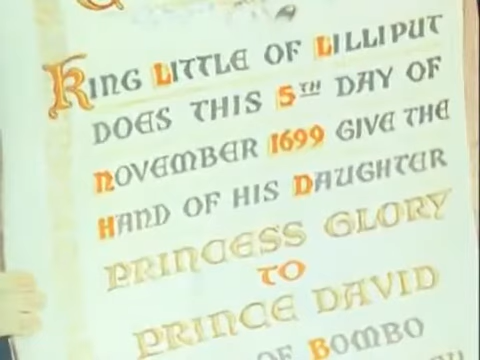 KING LITTLE OF LILLIPUT
DOES THIS 5TH DAY OF
NOVEMBER 1699 GIVE THE
HAND OF HIS DAUGHTER
PRINCESS GLORY
TO
PRINCE DAVID
OF BOMBO